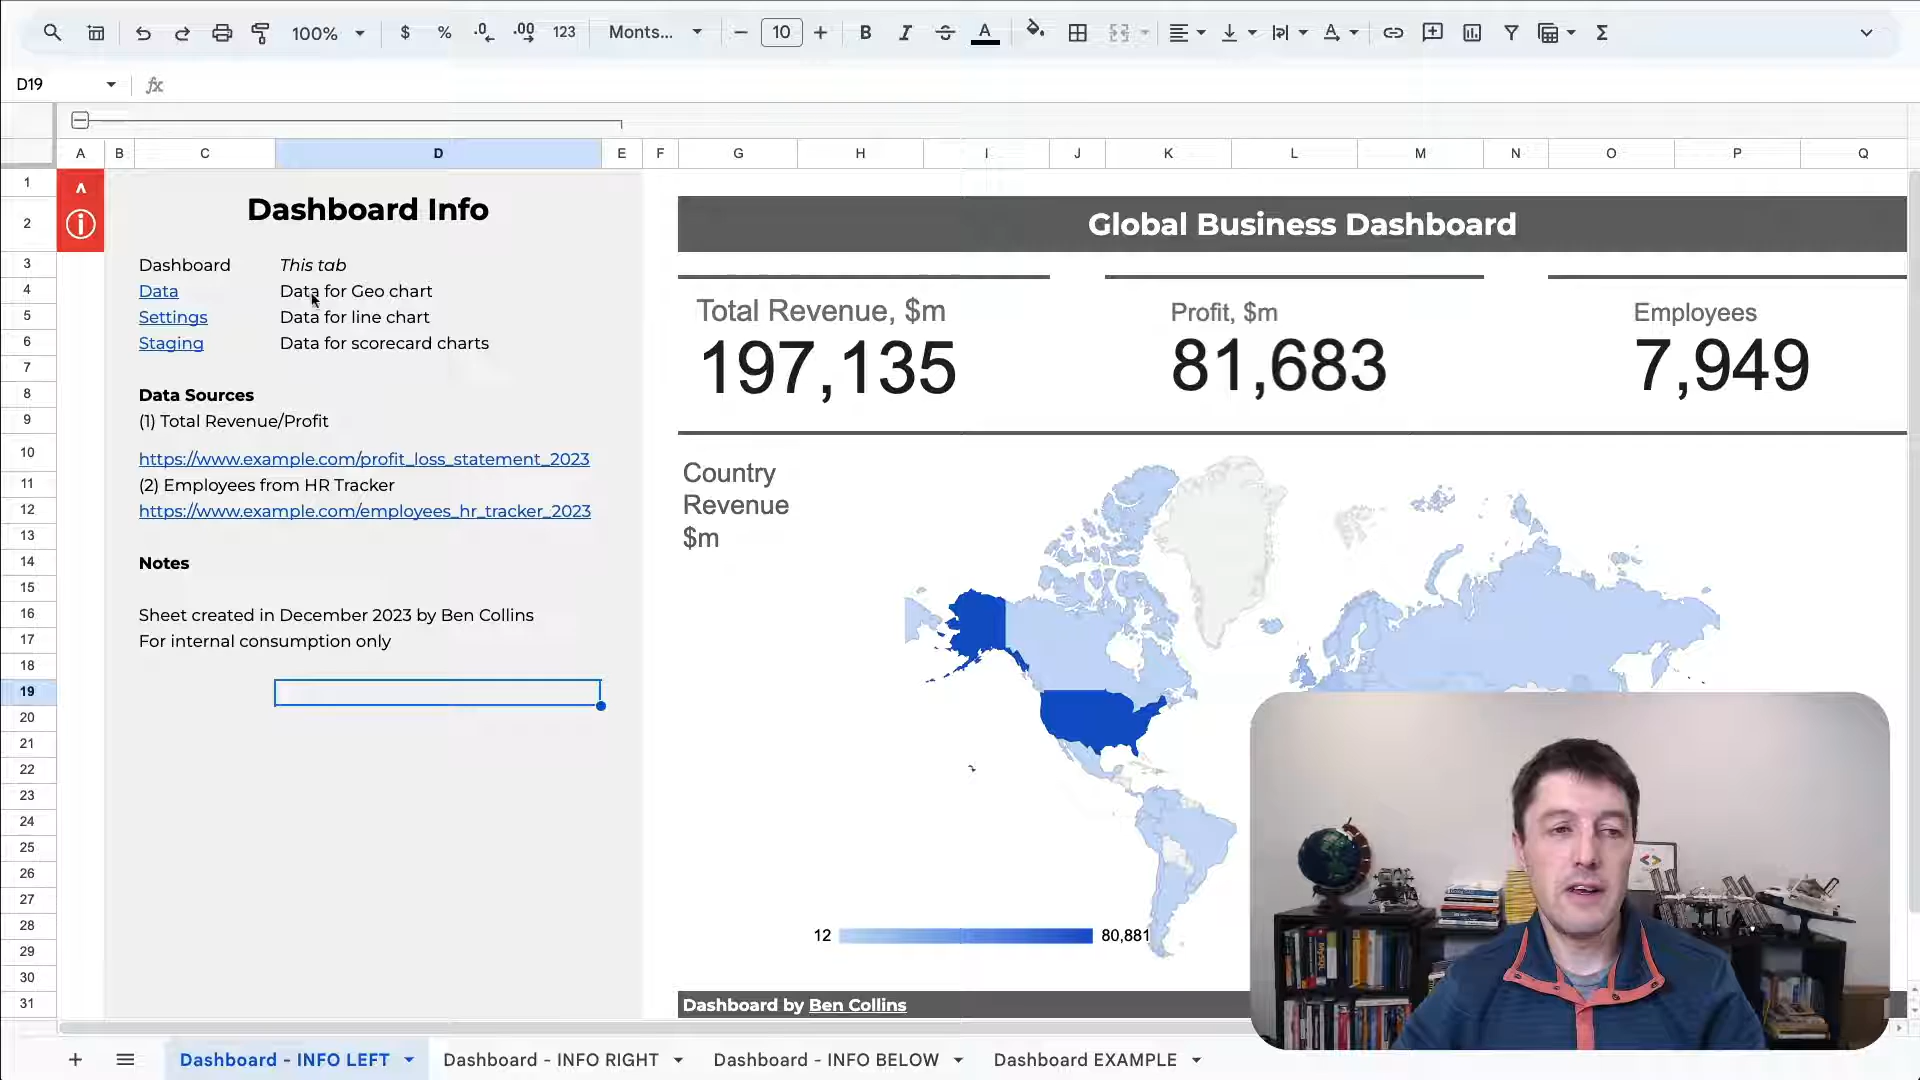 100%
$
%
.0
.00
123
Monts...
10
B
I
A
D19
fx
A B C D E F G H I J K L M N O P Q
1
2
3
4
5
6
7
8
9
10
11
12
13
14
15
16
17
18
19
20
21
22
23
24
25
26
27
28
29
30
31
Dashboard Info
Dashboard This tab
Data Data for Geo chart
Settings Data for line chart
Staging Data for scorecard charts
Data Sources
(1) Total Revenue/Profit
https://www.example.com/profit_loss_statement_2023
(2) Employees from HR Tracker
https://www.example.com/employees_hr_tracker_2023
Notes
Sheet created in December 2023 by Ben Collins
For internal consumption only
Global Business Dashboard
Total Revenue, $m
197,135
Profit, $m
81,683
Employees
7,949
Country
Revenue
$m
12
80,881
Dashboard by Ben Collins
Dashboard - INFO LEFT
Dashboard - INFO RIGHT
Dashboard - INFO BELOW
Dashboard EXAMPLE